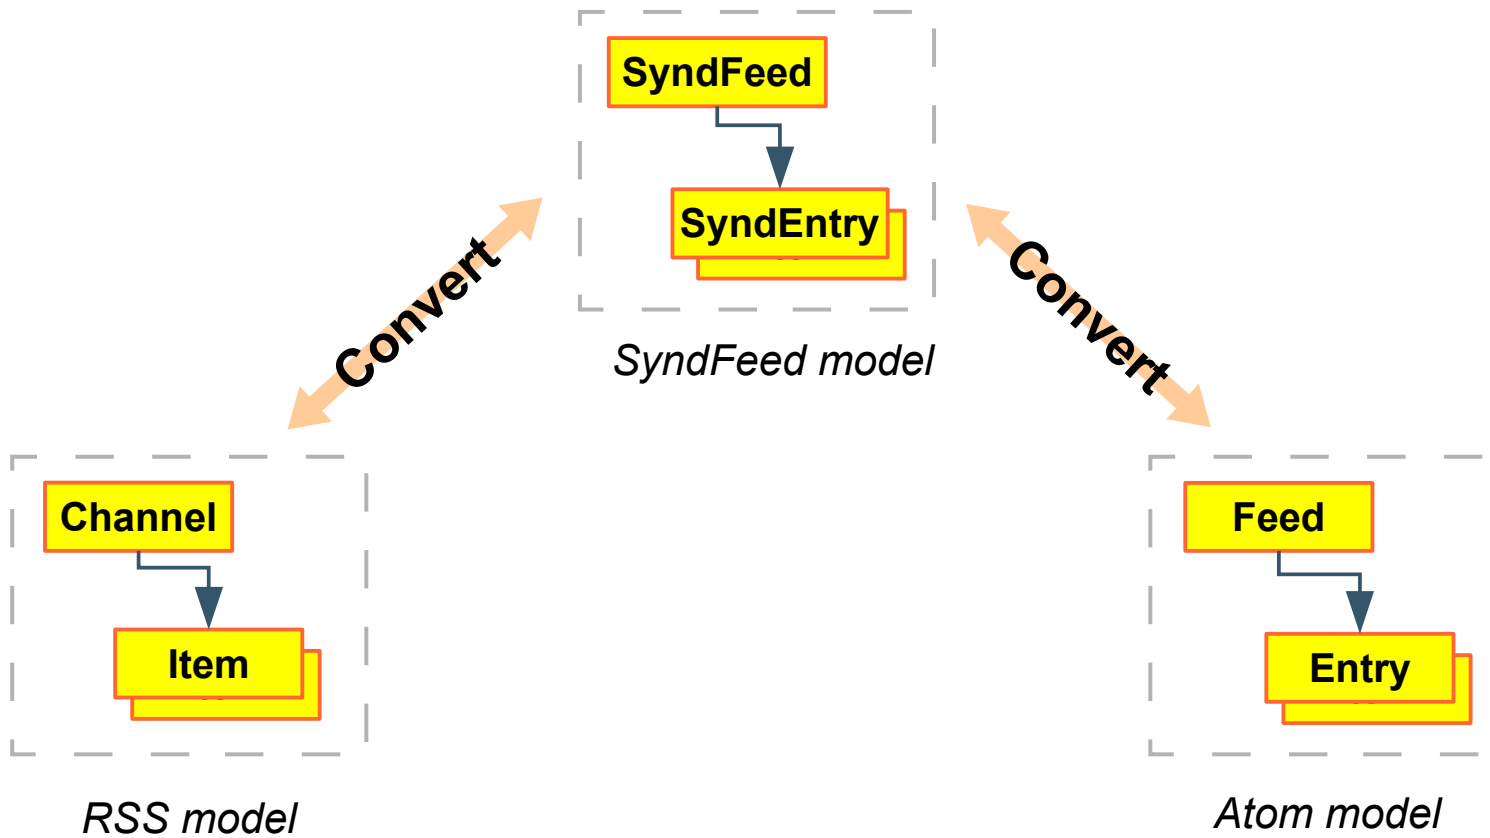 SyndFeed
SyndEntry
Convert
Convert
SyndFeed model
Channel
Item
RSS model
Feed
Entry
Atom model